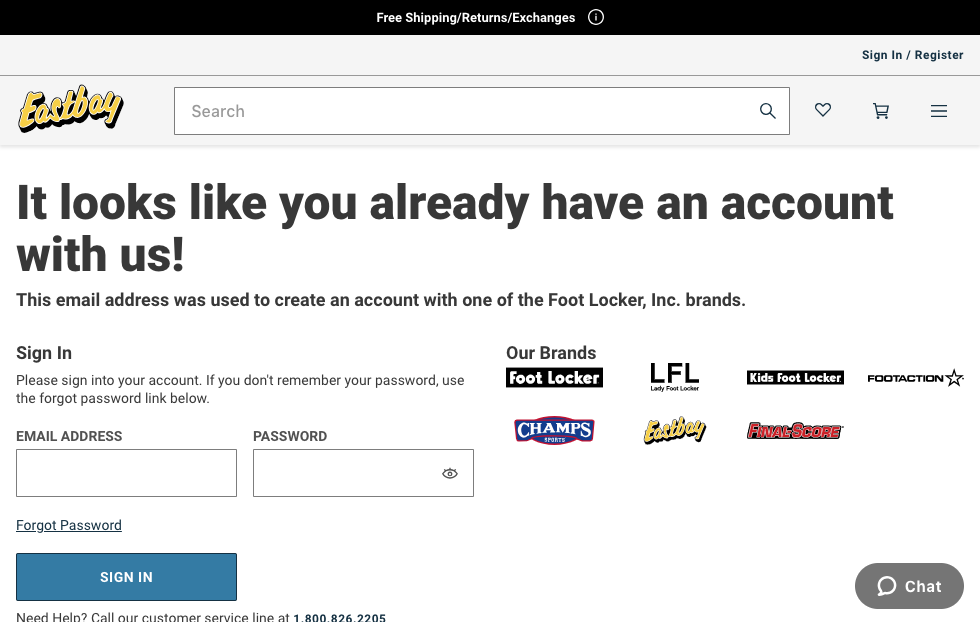 Free Shipping/Returns/Exchanges
Sign In / Register
Eastbay
Search
It looks like you already have an account
with us!
This email address was used to create an account with one of the Foot Locker, Inc. brands.
Sign In
Please sign into your account. If you don't remember your password, use
the forgot password link below.
EMAIL ADDRESS
PASSWORD
Forgot Password
SIGN IN
Need Help? Call our customer service line at 1.800.826.2205
Our Brands
Foot Locker
LFL
Lady Foot Locker
Kids Foot Locker
FOOTACTION
CHAMPS
SPORTS
Eastbay
FINAL-SCORE
Chat